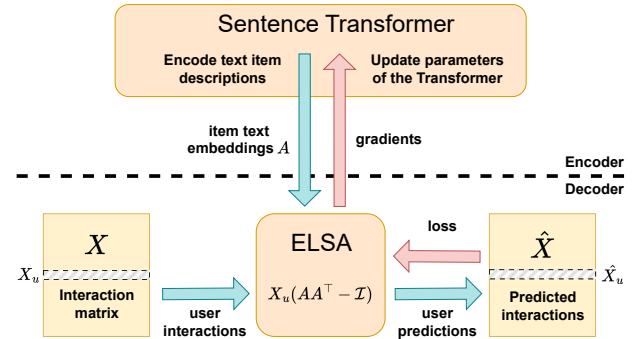 Sentence Transformer
Encode text item
descriptions
Update parameters
of the Transformer
item text
embeddings A
gradients
Encoder
Decoder
X
X_u
Interaction
matrix
user
interactions
ELSA
X_u(AA^⊤ − \mathcal{I})
loss
user
predictions
X̂
X̂_u
Predicted
interactions